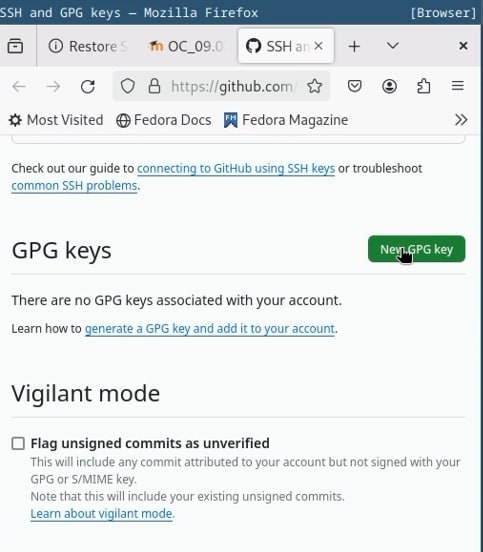 SSH and GPG keys — Mozilla Firefox [Browser]
Restore S OC_09.0 SSH an
https://github.com/
Most Visited Fedora Docs Fedora Magazine
Check out our guide to connecting to GitHub using SSH keys or troubleshoot
common SSH problems.
GPG keys
New GPG key
There are no GPG keys associated with your account.
Learn how to generate a GPG key and add it to your account.
Vigilant mode
Flag unsigned commits as unverified
This will include any commit attributed to your account but not signed with your
GPG or S/MIME key.
Note that this will include your existing unsigned commits.
Learn about vigilant mode.